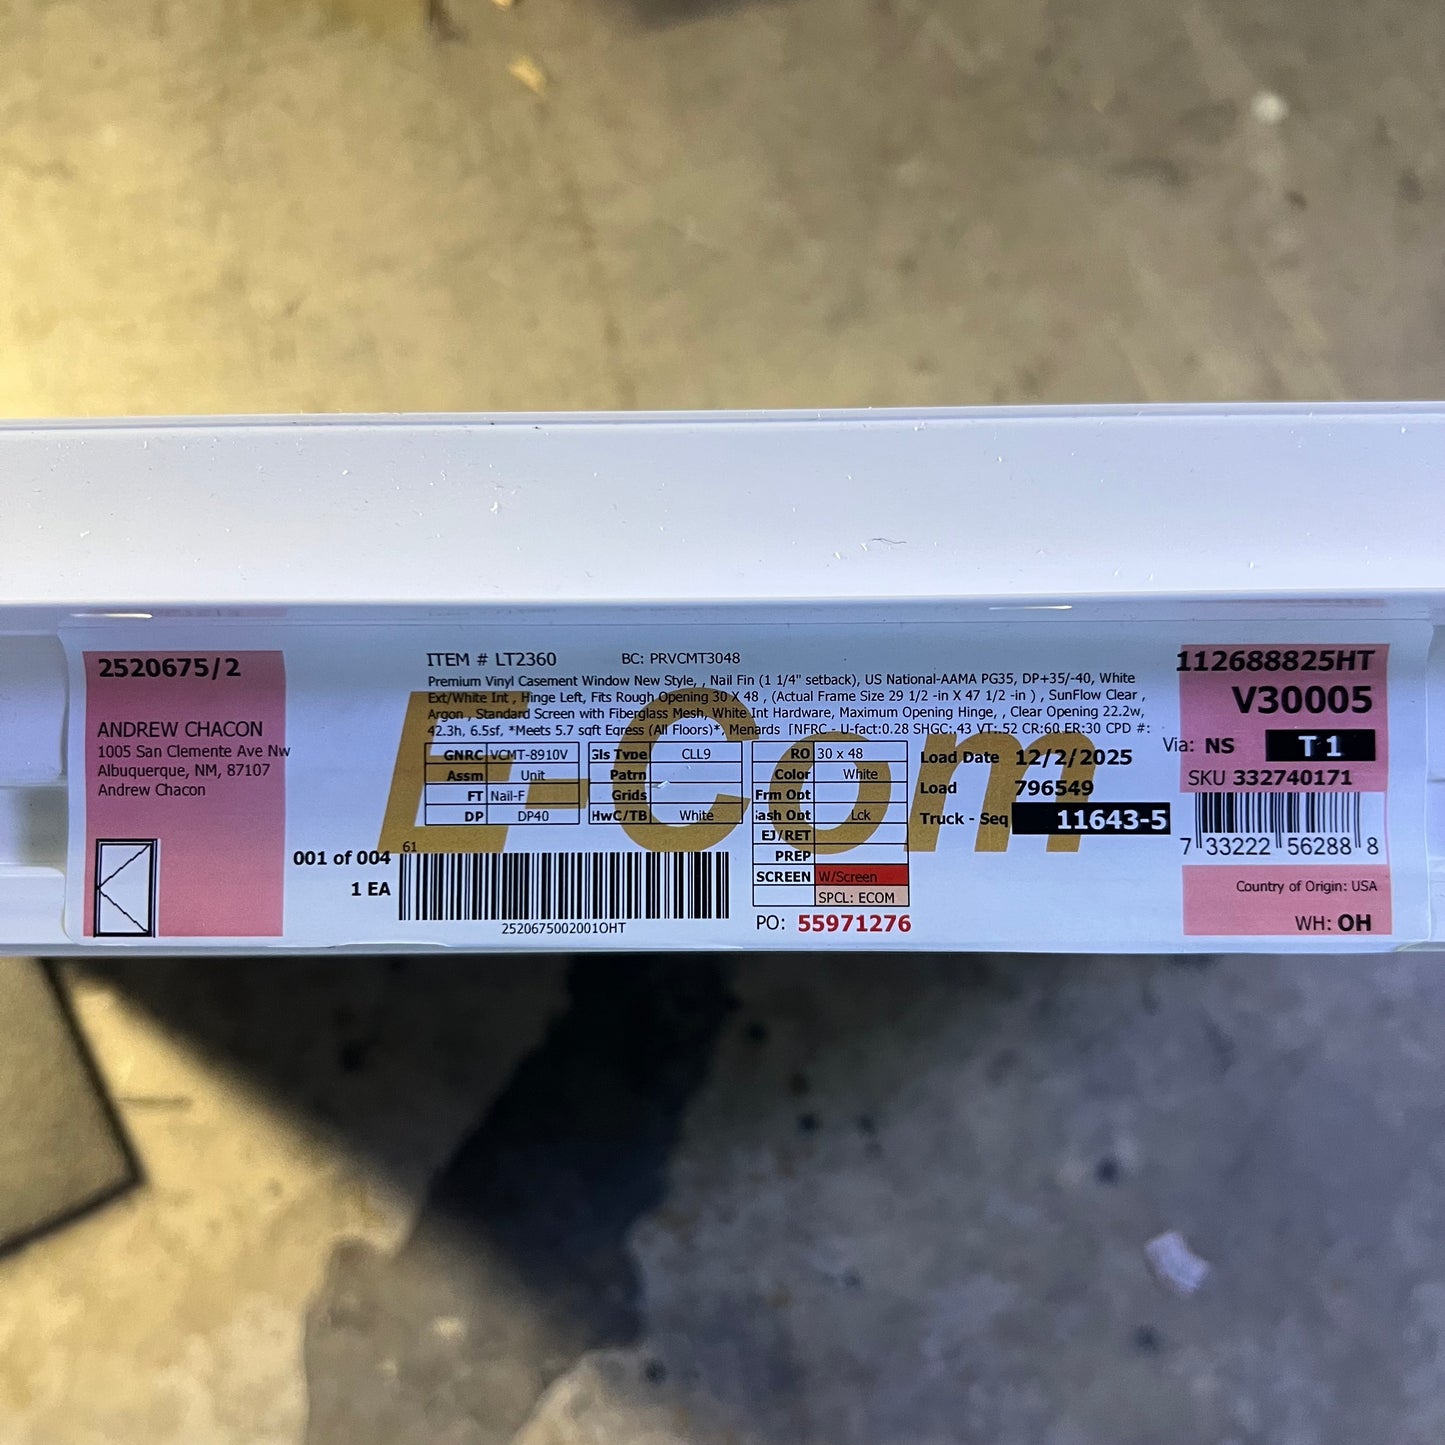 2520675/2
ANDREW CHACON
1005 San Clemente Ave Nw
Albuquerque, NM, 87107
Andrew Chacon
001 of 004
1 EA
ITEM # LT2360 BC: PRVCMT3048
Premium Vinyl Casement Window New Style, , Nail Fin (1 1/4" setback), US National-AAMA PG35, DP+35/-40, White
Ext/White Int , Hinge Left, Fits Rough Opening 30 X 48 , (Actual Frame Size 29 1/2 -in X 47 1/2 -in ) , SunFlow Clear ,
Argon , Standard Screen with Fiberglass Mesh, White Int Hardware, Maximum Opening Hinge, , Clear Opening 22.2w,
42.3h, 6.5sf, *Meets 5.7 sqft Egress (All Floors)*, Menards [NFRC - U-fact:0.28 SHGC:.43 VT:.52 CR:60 ER:30 CPD #:
E-Com
GNRC VCMT-8910V
Assm Unit
FT Nail-F
DP DP40
Gls Type CLL9
Patrn
Grids
HwC/TB White
RO 30 x 48
Color White
Frm Opt
Sash Opt Lck
EJ/RET
PREP
SCREEN W/Screen
SPCL: ECOM
PO: 55971276
61
2520675002001OHT
Load Date 12/2/2025
Load 796549
Truck - Seq 11643-5
112688825HT
V30005
Via: NS T 1
SKU 332740171
7 33222 56288 8
Country of Origin: USA
WH: OH